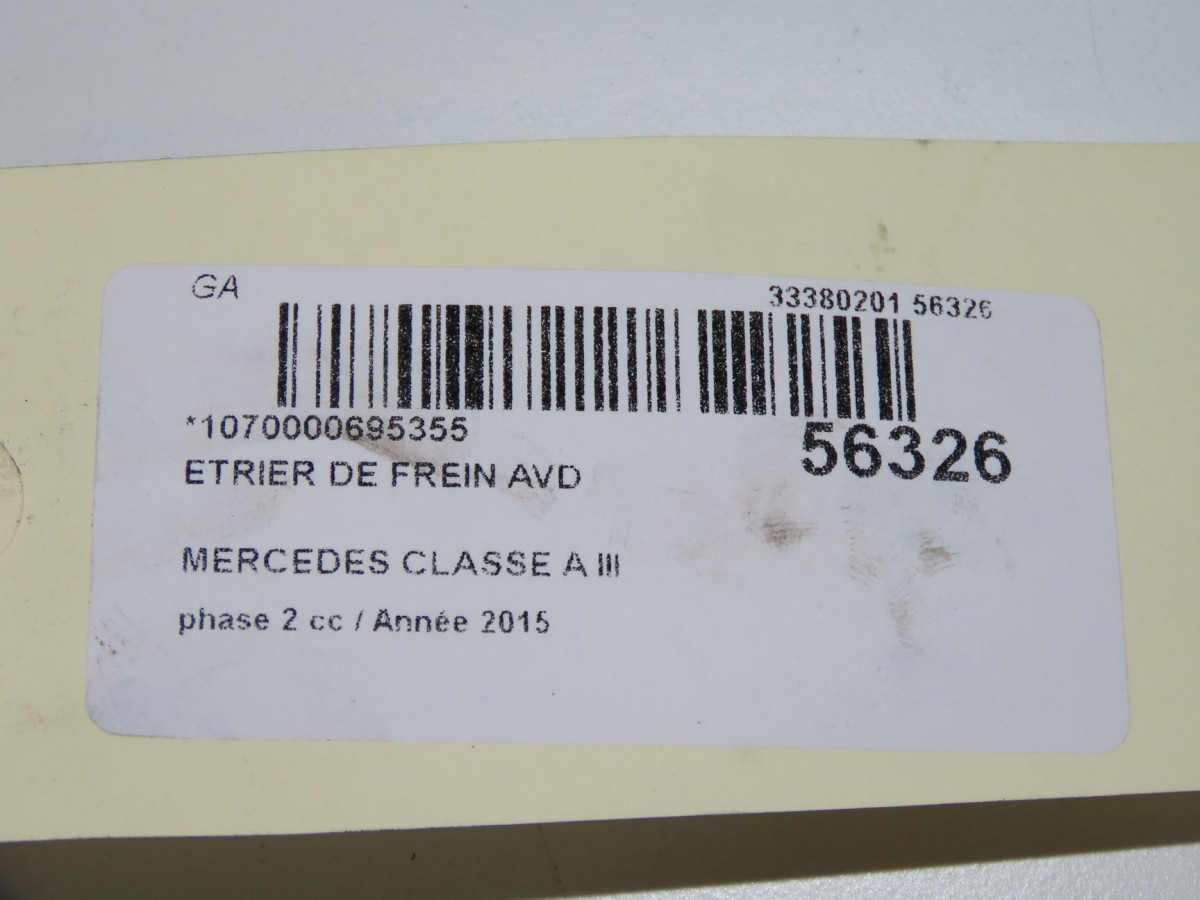 GA
33380201 56326
*1070000695355
56326
ETRIER DE FREIN AVD
MERCEDES CLASSE A III
phase 2 cc / Année 2015